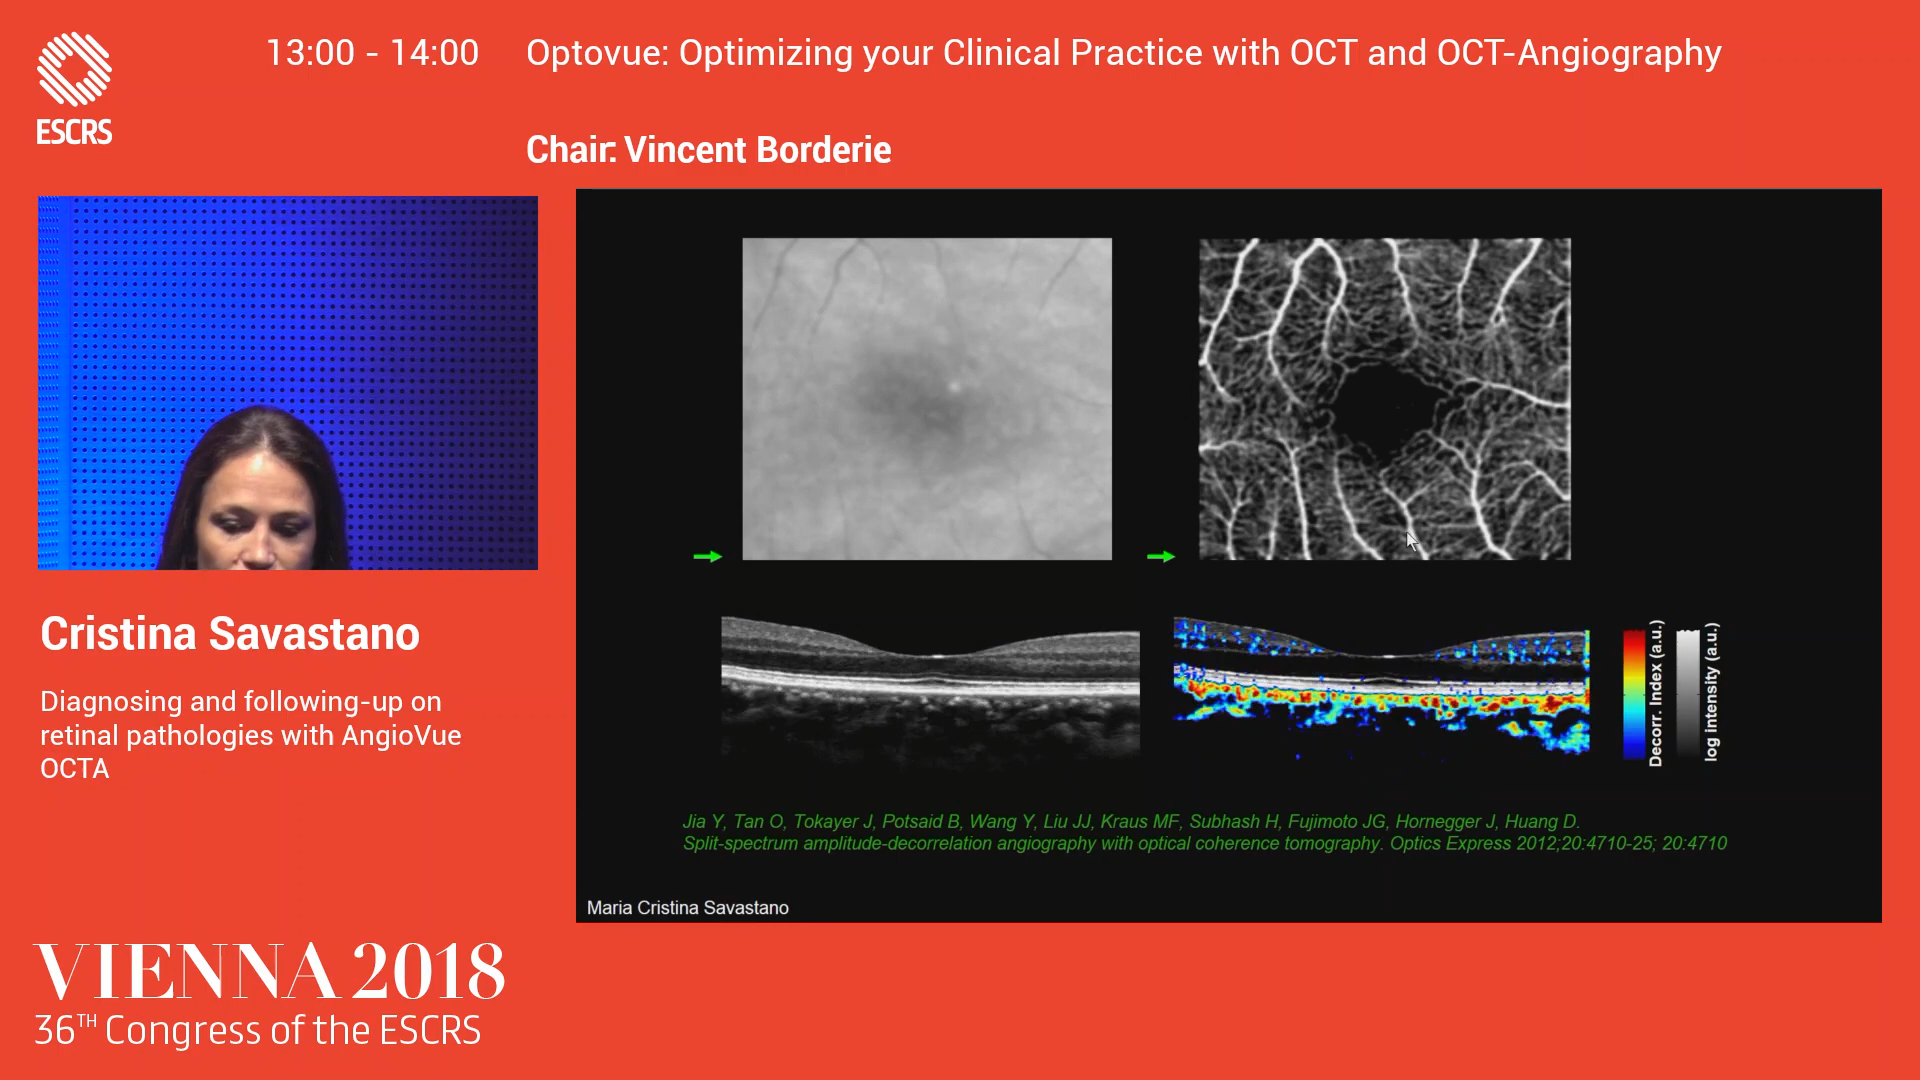 13:00 - 14:00 Optovue: Optimizing your Clinical Practice with OCT and OCT-Angiography
ESCRS
Chair: Vincent Borderie
Cristina Savastano
Diagnosing and following-up on
retinal pathologies with AngioVue
OCTA
Decorr. Index (a.u.)
log intensity (a.u.)
Jia Y, Tan O, Tokayer J, Potsaid B, Wang Y, Liu JJ, Kraus MF, Subhash H, Fujimoto JG, Hornegger J, Huang D.
Split-spectrum amplitude-decorrelation angiography with optical coherence tomography. Optics Express 2012;20:4710-25; 20:4710
Maria Cristina Savastano
VIENNA 2018
36TH Congress of the ESCRS